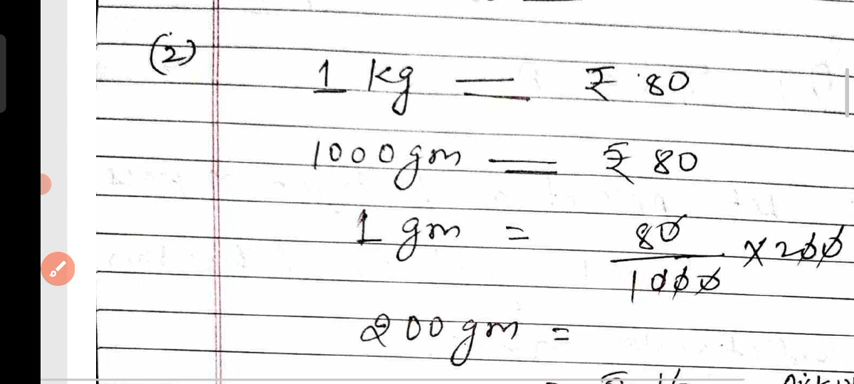 (2) 1 kg = ₹ 80
1000 gm = ₹ 80
1 gm = 80/1000 × 200
200 gm =